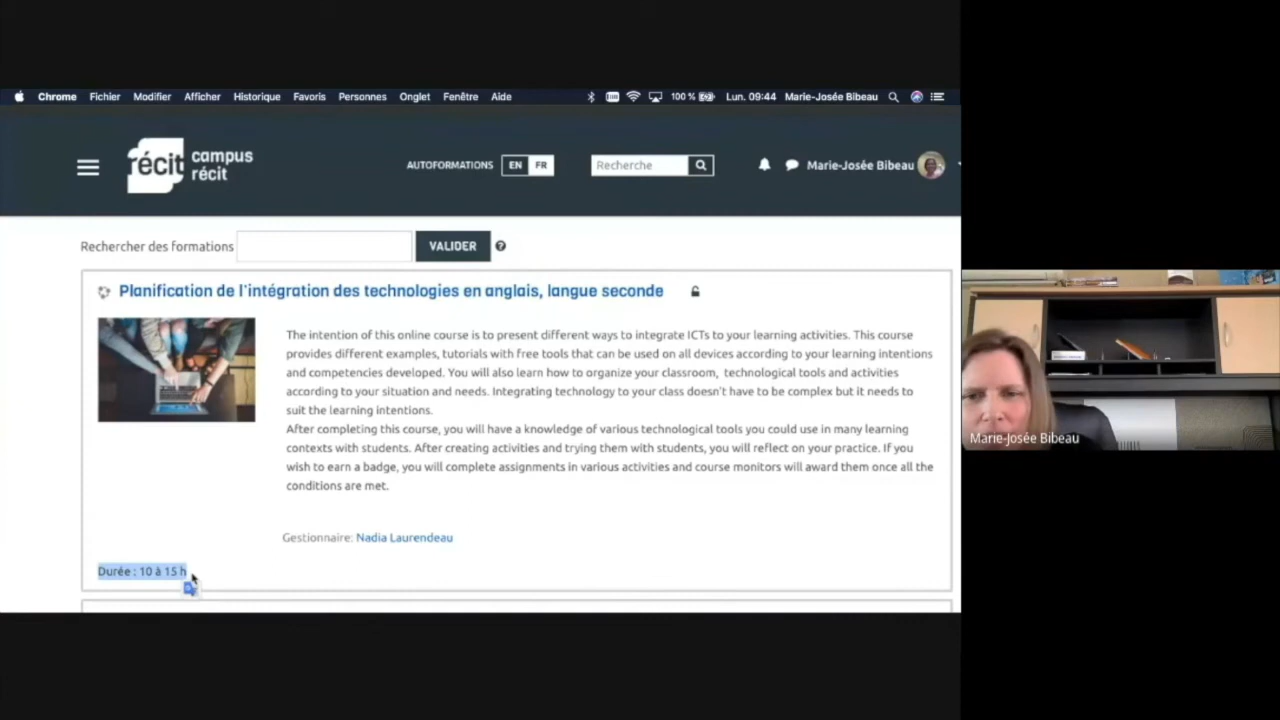 Chrome Fichier Modifier Afficher Historique Favoris Personnes Onglet Fenêtre Aide 100 % Lun. 09:44 Marie-Josée Bibeau
récit campus récit
AUTOFORMATIONS EN FR Recherche Marie-Josée Bibeau
Rechercher des formations VALIDER ?
Planification de l'intégration des technologies en anglais, langue seconde
The intention of this online course is to present different ways to integrate ICTs to your learning activities. This course
provides different examples, tutorials with free tools that can be used on all devices according to your learning intentions
and competencies developed. You will also learn how to organize your classroom, technological tools and activities
according to your situation and needs. Integrating technology to your class doesn't have to be complex but it needs to
suit the learning intentions.
After completing this course, you will have a knowledge of various technological tools you could use in many learning
contexts with students. After creating activities and trying them with students, you will reflect on your practice. If you
wish to earn a badge, you will complete assignments in various activities and course monitors will award them once all the
conditions are met.
Gestionnaire: Nadia Laurendeau
Durée : 10 à 15 h
Marie-Josée Bibeau